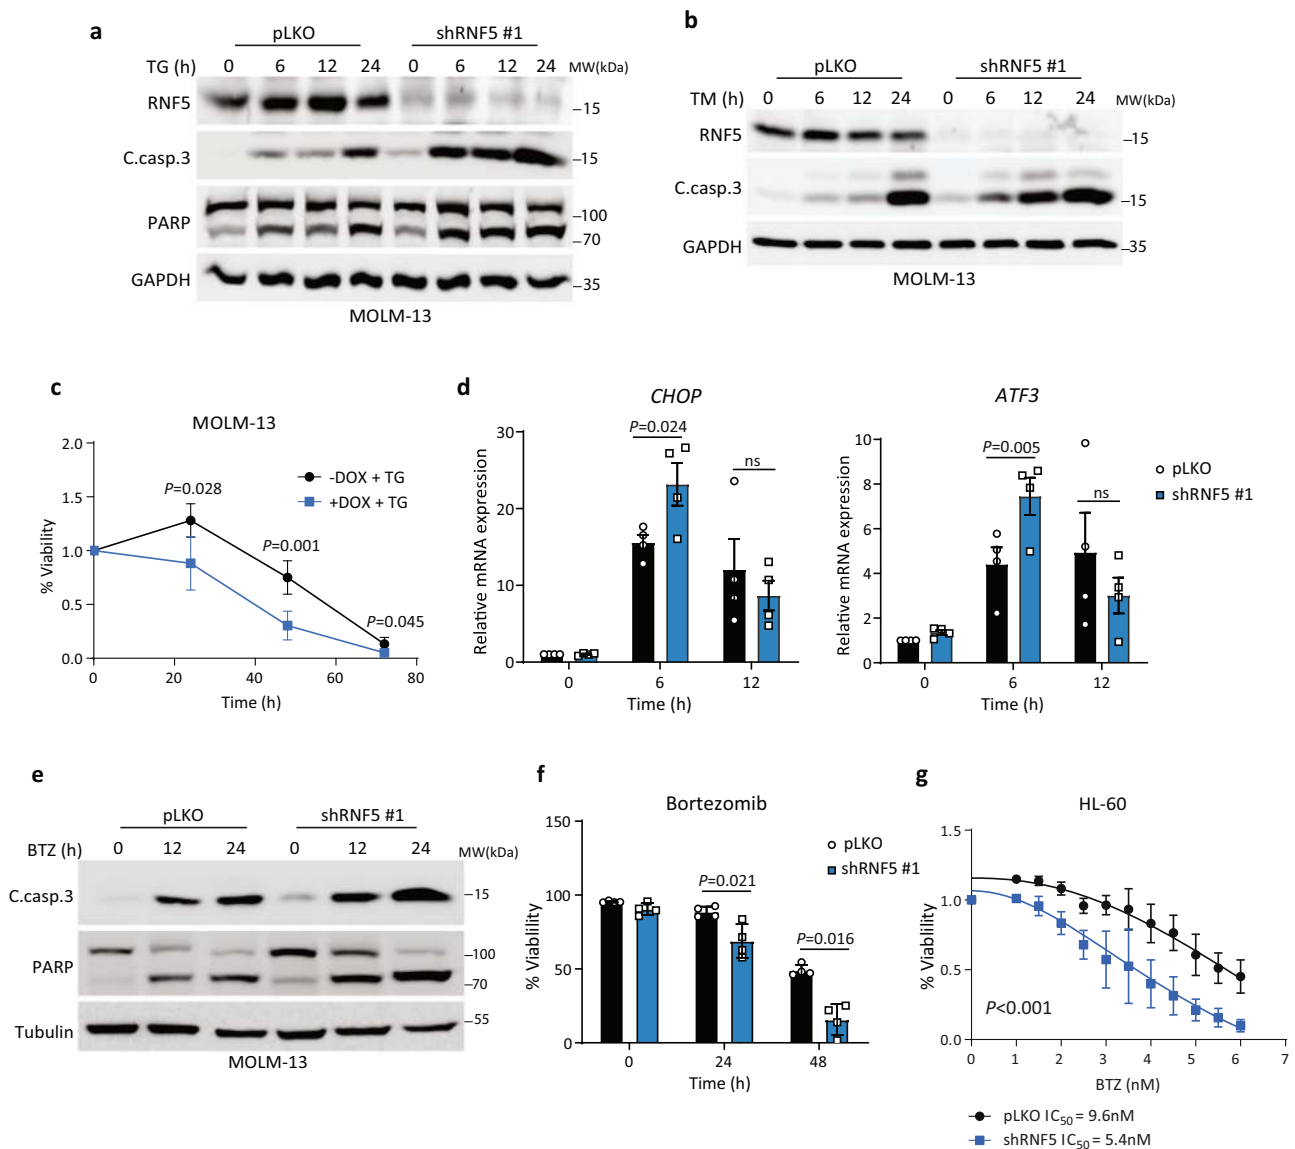 a
pLKO shRNF5 #1
TG (h) 0 6 12 24 0 6 12 24 MW(kDa)
RNF5 –15
C.casp.3 –15
PARP –100
–70
GAPDH –35
MOLM-13
b
pLKO shRNF5 #1
TM (h) 0 6 12 24 0 6 12 24 MW(kDa)
RNF5 –15
C.casp.3 –15
GAPDH –35
MOLM-13
c
MOLM-13
% Viability
2.0
1.5
1.0
0.5
0.0
P=0.028
P=0.001
P=0.045
-DOX + TG
+DOX + TG
0 20 40 60 80
Time (h)
d
CHOP
Relative mRNA expression
30
20
10
0
P=0.024
ns
0 6 12
Time (h)
ATF3
Relative mRNA expression
10
8
6
4
2
0
P=0.005
ns
pLKO
shRNF5 #1
0 6 12
Time (h)
e
pLKO shRNF5 #1
BTZ (h) 0 12 24 0 12 24 MW(kDa)
C.casp.3 –15
PARP –100
–70
Tubulin –55
MOLM-13
f
Bortezomib
% Viablility
150
100
50
0
P=0.021
P=0.016
pLKO
shRNF5 #1
0 24 48
Time (h)
g
HL-60
% Viablility
1.5
1.0
0.5
0.0
P<0.001
0 1 2 3 4 5 6 7
BTZ (nM)
pLKO IC50 = 9.6nM
shRNF5 IC50 = 5.4nM